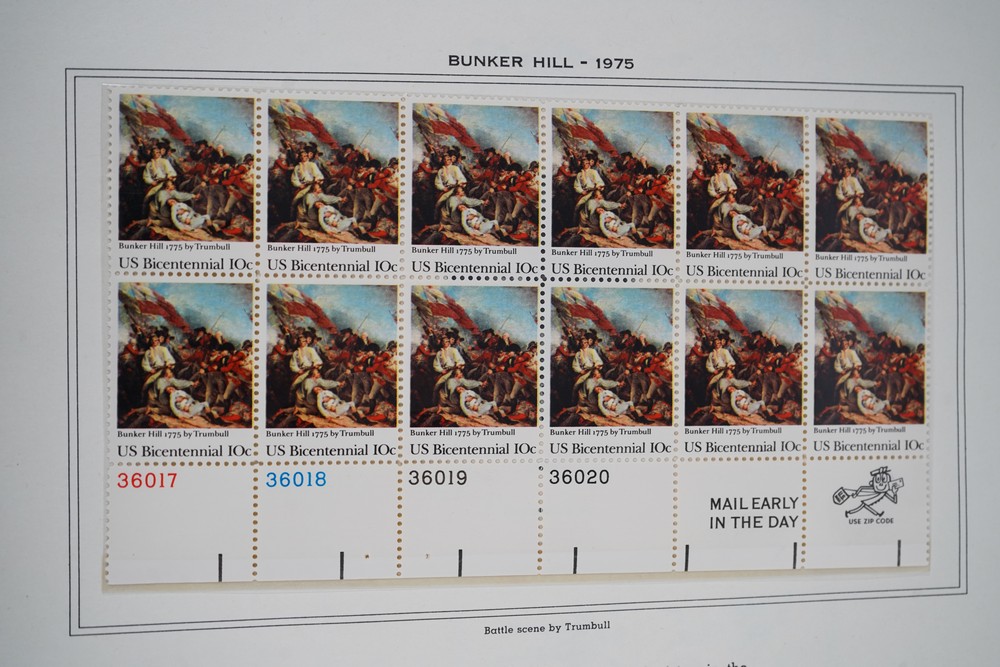 BUNKER HILL - 1975
Bunker Hill 1775 by Trumbull
US Bicentennial 10c
Bunker Hill 1775 by Trumbull
US Bicentennial 10c
Bunker Hill 1775 by Trumbull
US Bicentennial 10c
Bunker Hill 1775 by Trumbull
US Bicentennial 10c
Bunker Hill 1775 by Trumbull
US Bicentennial 10c
Bunker Hill 1775 by Trumbull
US Bicentennial 10c
Bunker Hill 1775 by Trumbull
US Bicentennial 10c
Bunker Hill 1775 by Trumbull
US Bicentennial 10c
Bunker Hill 1775 by Trumbull
US Bicentennial 10c
Bunker Hill 1775 by Trumbull
US Bicentennial 10c
Bunker Hill 1775 by Trumbull
US Bicentennial 10c
Bunker Hill 1775 by Trumbull
US Bicentennial 10c
36017
36018
36019
36020
MAIL EARLY
IN THE DAY
USE ZIP CODE
Battle scene by Trumbull
in the